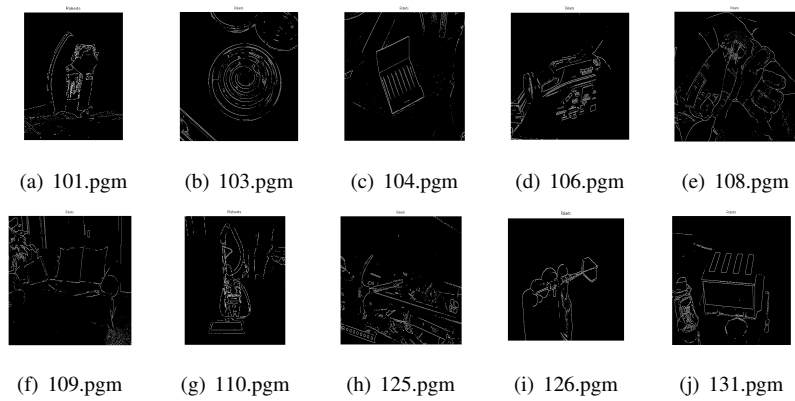 (a) 101.pgm
(b) 103.pgm
(c) 104.pgm
(d) 106.pgm
(e) 108.pgm
(f) 109.pgm
(g) 110.pgm
(h) 125.pgm
(i) 126.pgm
(j) 131.pgm